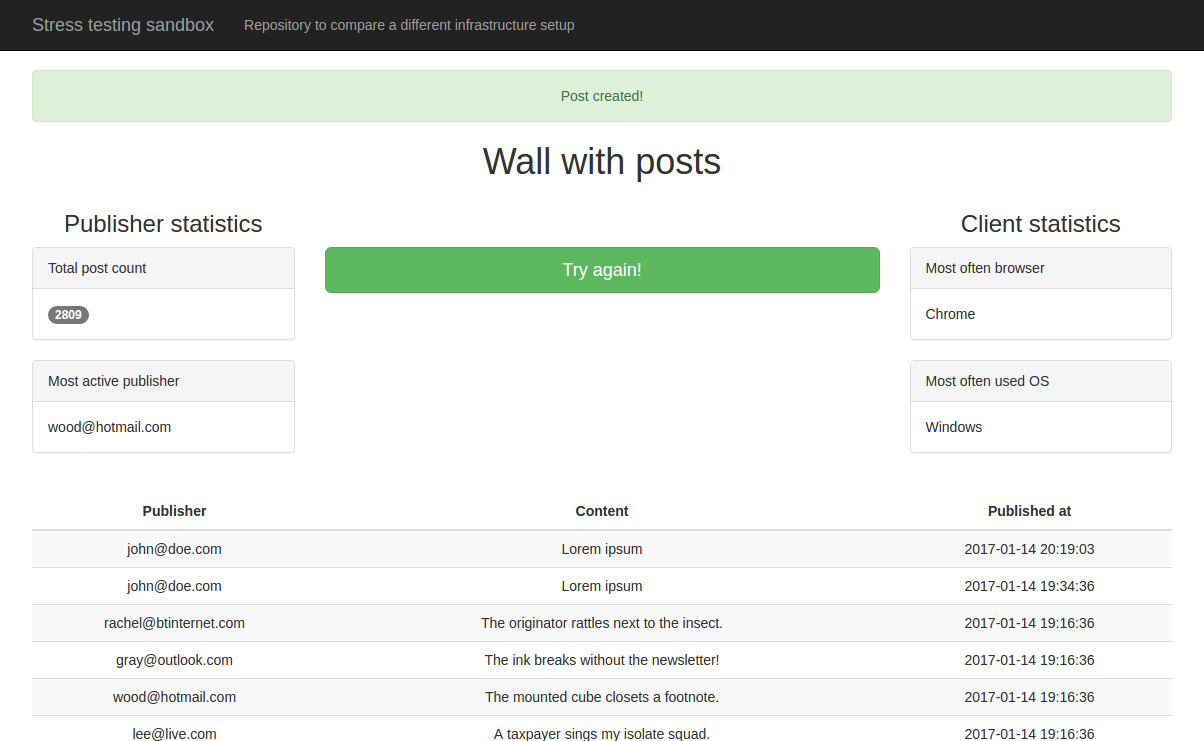 Stress testing sandbox Repository to compare a different infrastructure setup
Post created!
Wall with posts
Publisher statistics
Total post count
2809
Most active publisher
wood@hotmail.com
Try again!
Client statistics
Most often browser
Chrome
Most often used OS
Windows
Publisher Content Published at
john@doe.com Lorem ipsum 2017-01-14 20:19:03
john@doe.com Lorem ipsum 2017-01-14 19:34:36
rachel@btinternet.com The originator rattles next to the insect. 2017-01-14 19:16:36
gray@outlook.com The ink breaks without the newsletter! 2017-01-14 19:16:36
wood@hotmail.com The mounted cube closets a footnote. 2017-01-14 19:16:36
lee@live.com A taxpayer sings my isolate squad. 2017-01-14 19:16:36